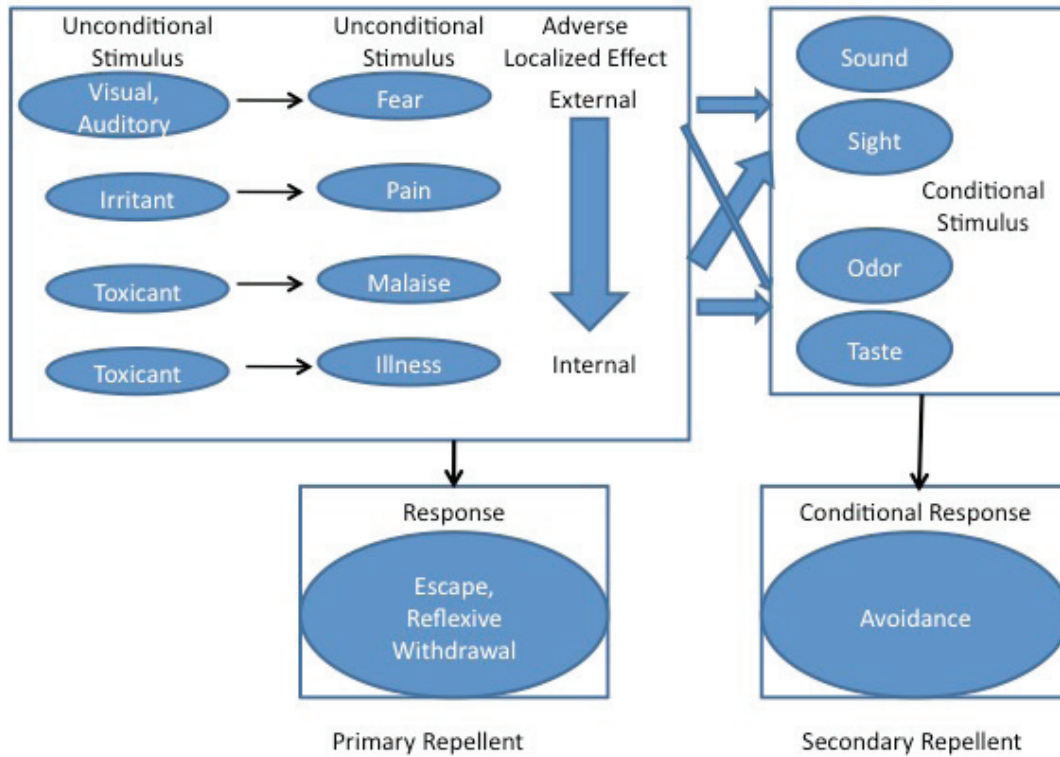 Unconditional
Stimulus
Unconditional
Stimulus
Adverse
Localized Effect
Visual,
Auditory
Fear
External
Irritant
Pain
Toxicant
Malaise
Toxicant
Illness
Internal
Sound
Sight
Conditional
Stimulus
Odor
Taste
Response
Escape,
Reflexive
Withdrawal
Primary Repellent
Conditional Response
Avoidance
Secondary Repellent